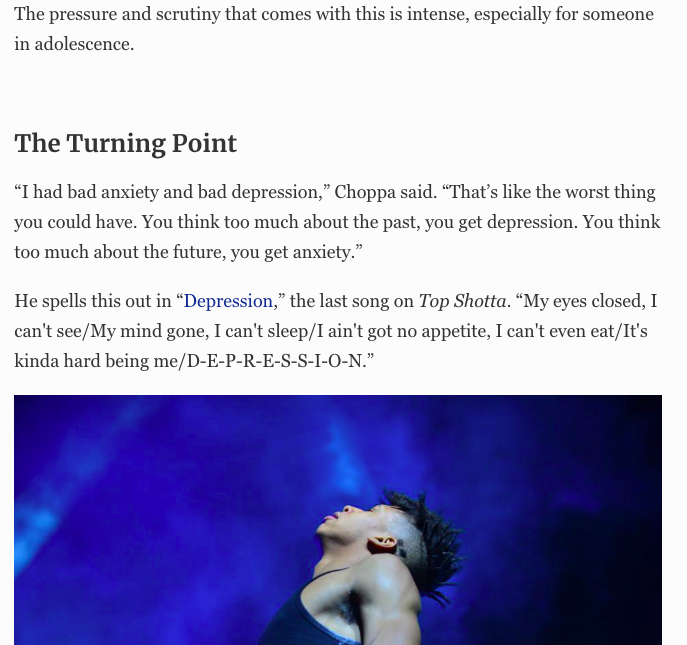 The pressure and scrutiny that comes with this is intense, especially for someone
in adolescence.
The Turning Point
“I had bad anxiety and bad depression,” Choppa said. “That’s like the worst thing
you could have. You think too much about the past, you get depression. You think
too much about the future, you get anxiety.”
He spells this out in “Depression,” the last song on Top Shotta. “My eyes closed, I
can't see/My mind gone, I can't sleep/I ain't got no appetite, I can't even eat/It's
kinda hard being me/D-E-P-R-E-S-S-I-O-N.”